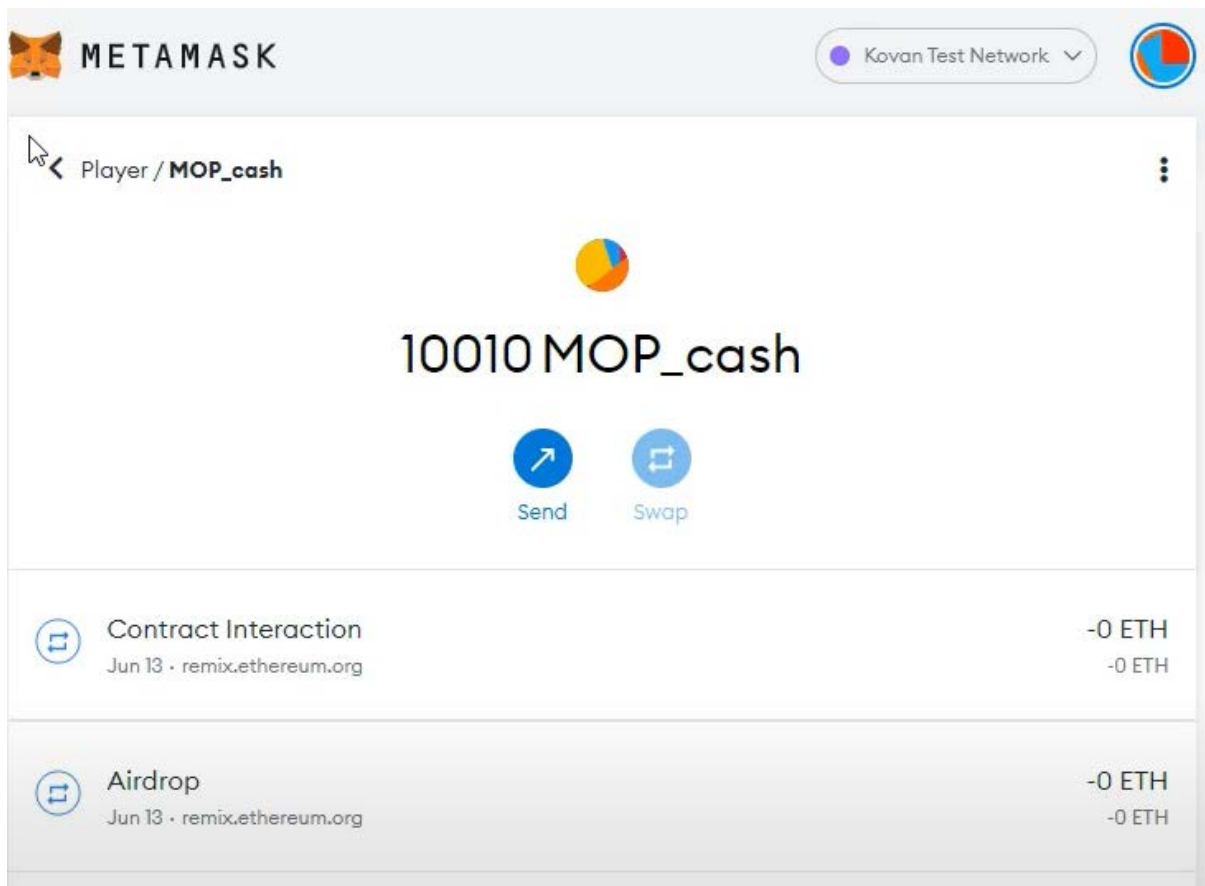 METAMASK
Kovan Test Network
Player / MOP_cash
10010 MOP_cash
Send
Swap
Contract Interaction
-0 ETH
Jun 13 · remix.ethereum.org
-0 ETH
Airdrop
-0 ETH
Jun 13 · remix.ethereum.org
-0 ETH